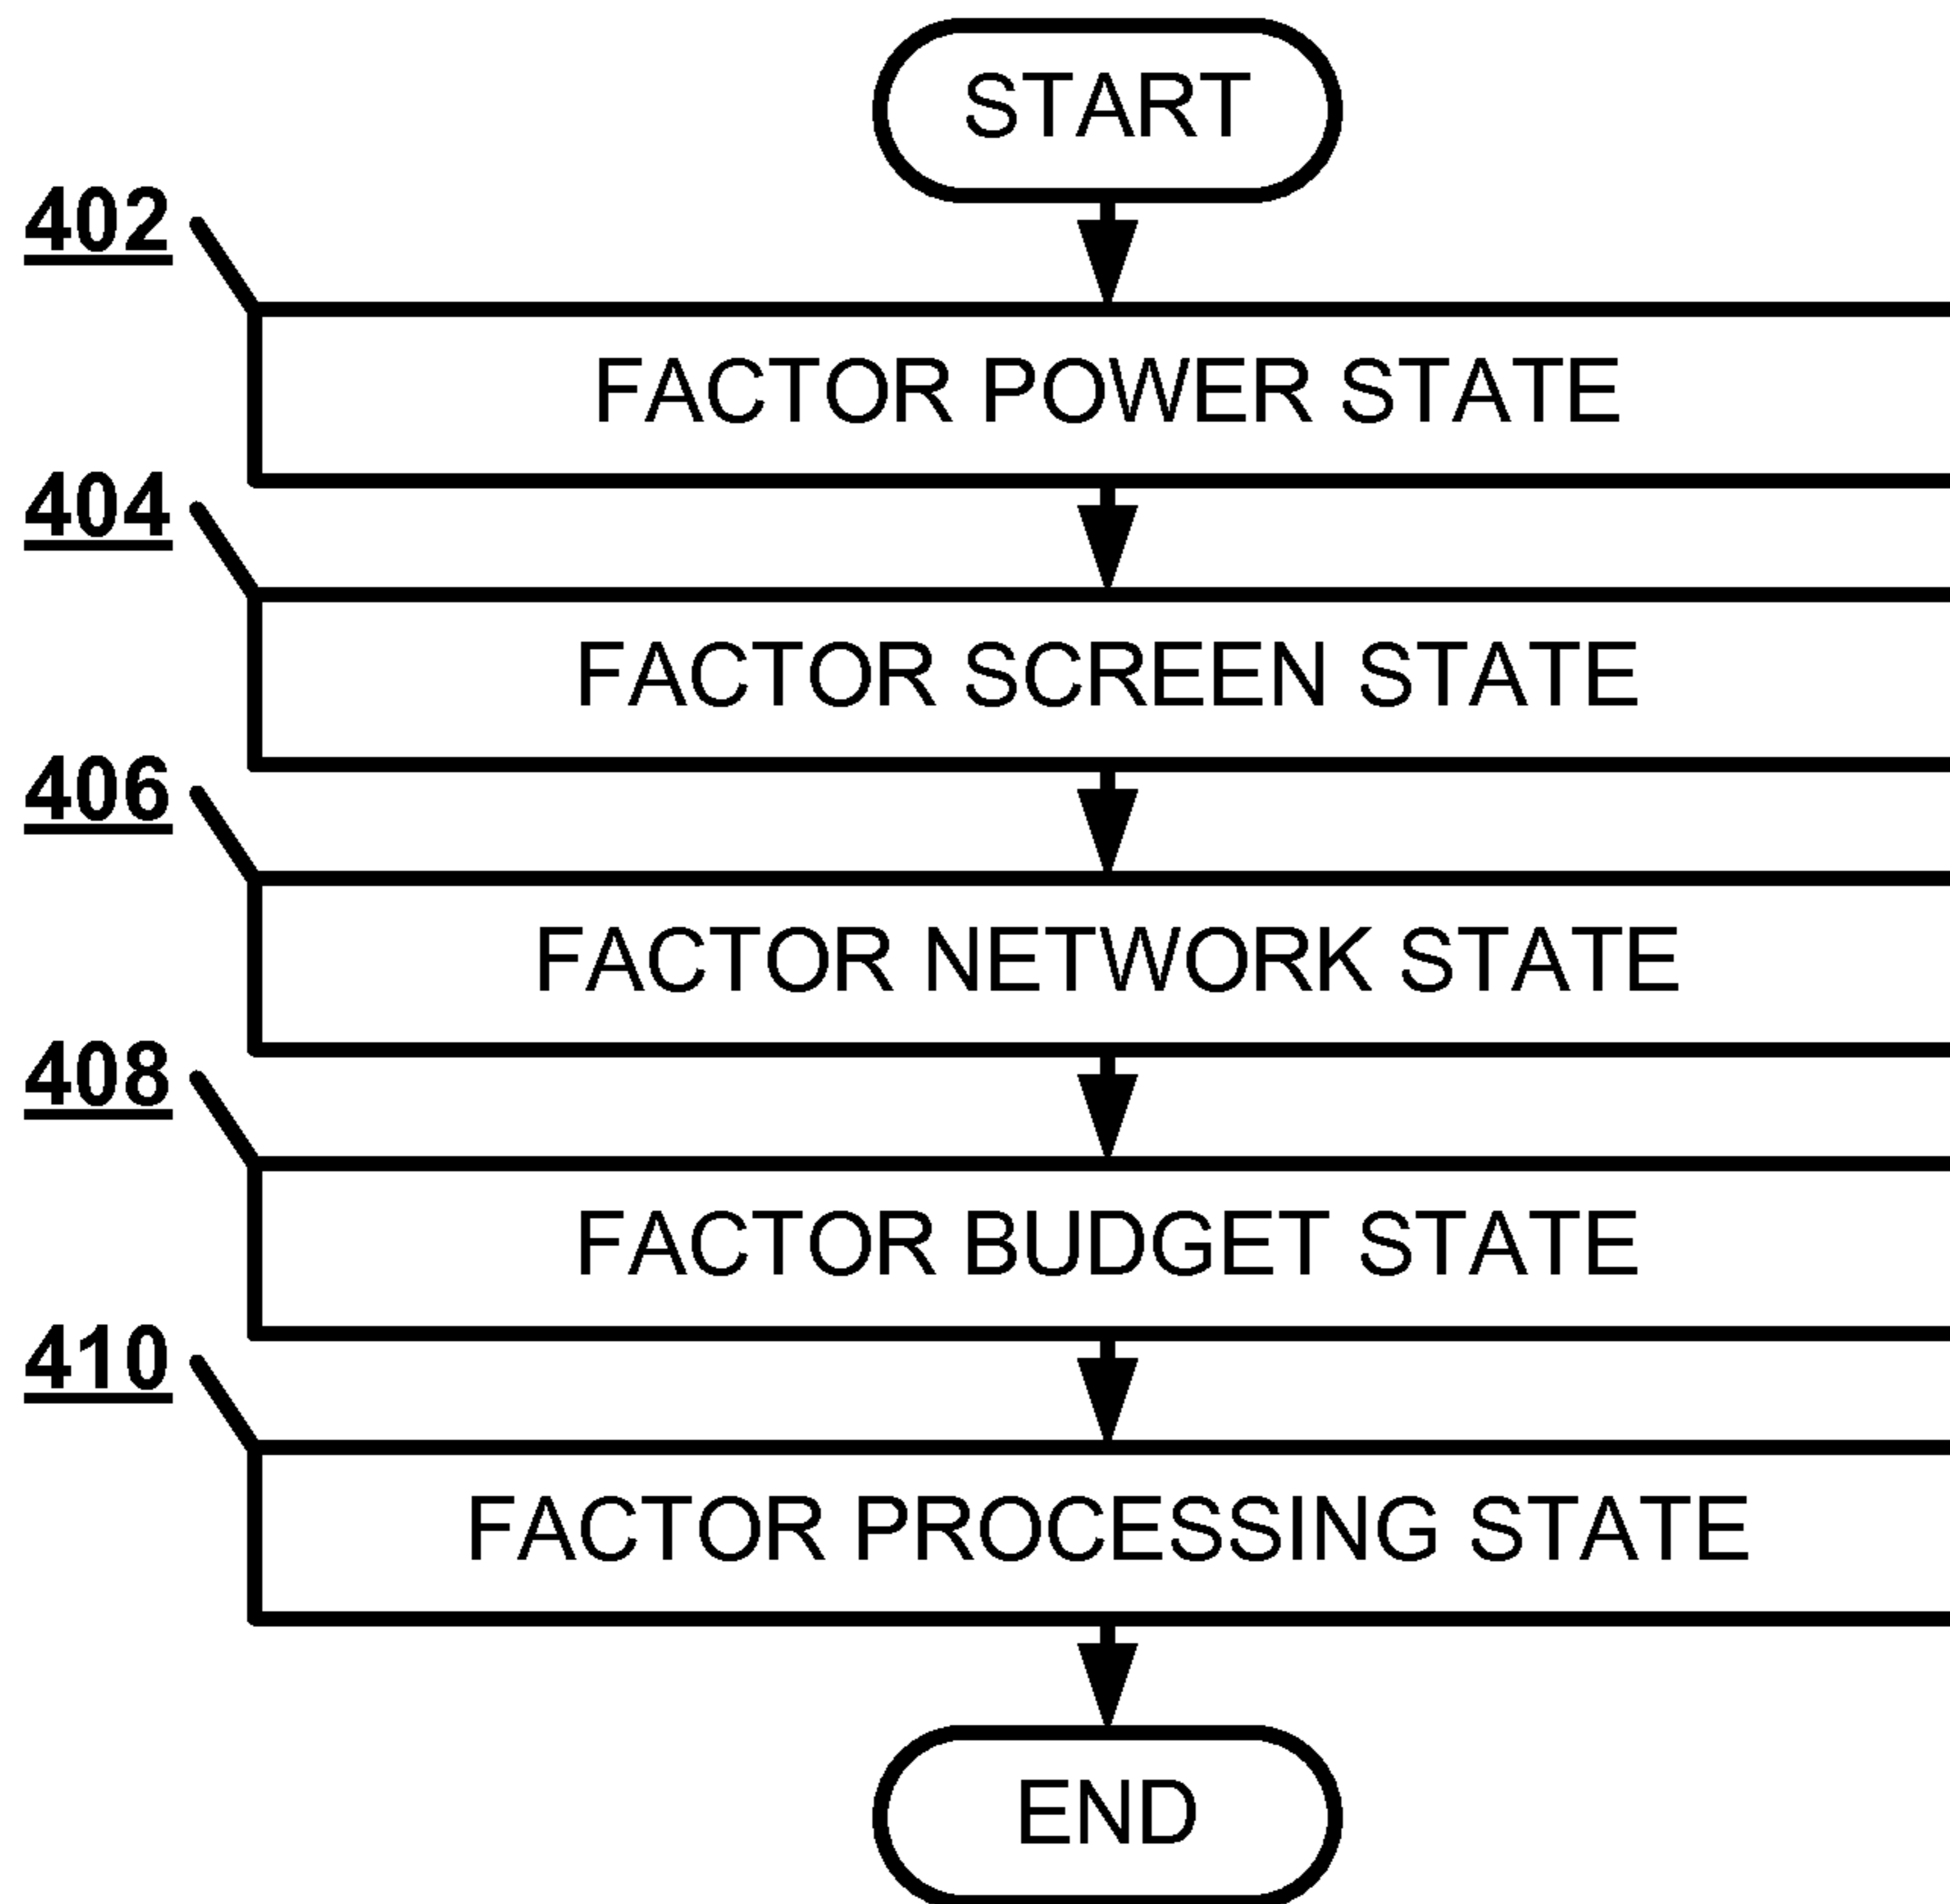 START
402
FACTOR POWER STATE
404
FACTOR SCREEN STATE
406
FACTOR NETWORK STATE
408
FACTOR BUDGET STATE
410
FACTOR PROCESSING STATE
END